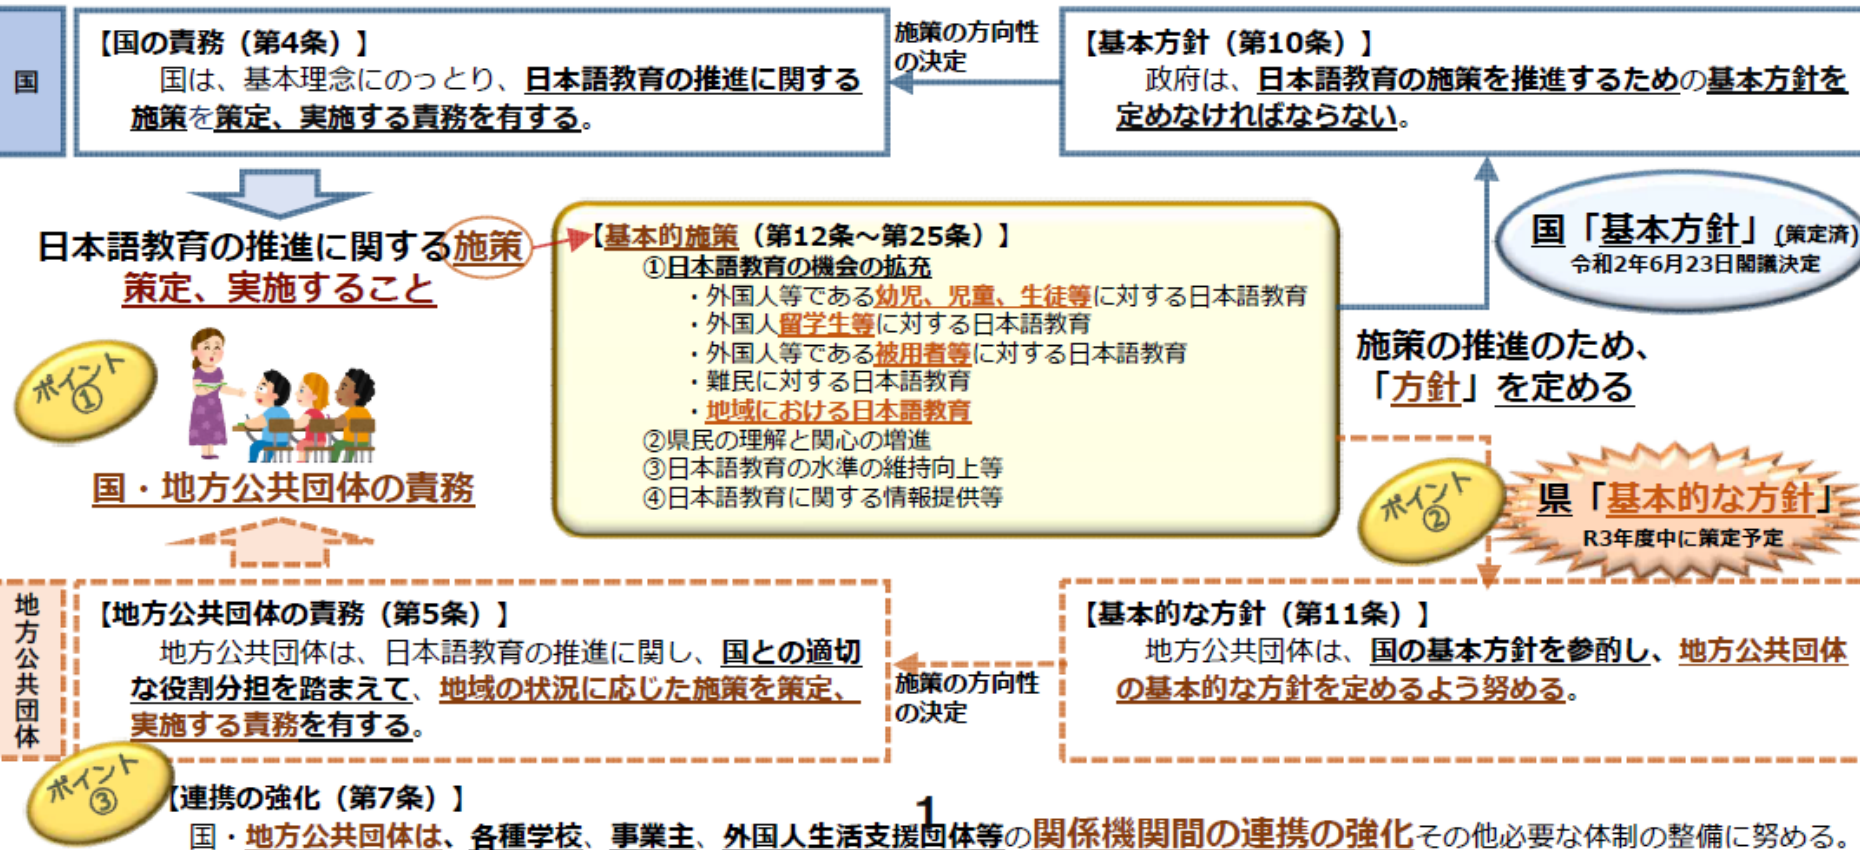 国
【国の責務（第4条）】
国は、基本理念にのっとり、日本語教育の推進に関する
施策を策定、実施する責務を有する。
施策の方向性
の決定
【基本方針（第10条）】
政府は、日本語教育の施策を推進するための基本方針を
定めなければならない。
国「基本方針」(策定済)
令和2年6月23日閣議決定
日本語教育の推進に関する施策
策定、実施すること
ポイント
①
国・地方公共団体の責務
【基本的施策（第12条～第25条）】
①日本語教育の機会の拡充
・外国人等である幼児、児童、生徒等に対する日本語教育
・外国人留学生等に対する日本語教育
・外国人等である被用者等に対する日本語教育
・難民に対する日本語教育
・地域における日本語教育
②県民の理解と関心の増進
③日本語教育の水準の維持向上等
④日本語教育に関する情報提供等
施策の推進のため、
「方針」を定める
ポイント
②
県「基本的な方針」
R3年度中に策定予定
地方公共団体
【地方公共団体の責務（第5条）】
地方公共団体は、日本語教育の推進に関し、国との適切
な役割分担を踏まえて、地域の状況に応じた施策を策定、
実施する責務を有する。
施策の方向性
の決定
【基本的な方針（第11条）】
地方公共団体は、国の基本方針を参酌し、地方公共団体
の基本的な方針を定めるよう努める。
ポイント
③
【連携の強化（第7条）】
国・地方公共団体は、各種学校、事業主、外国人生活支援団体等の関係機関間の連携の強化その他必要な体制の整備に努める。
1